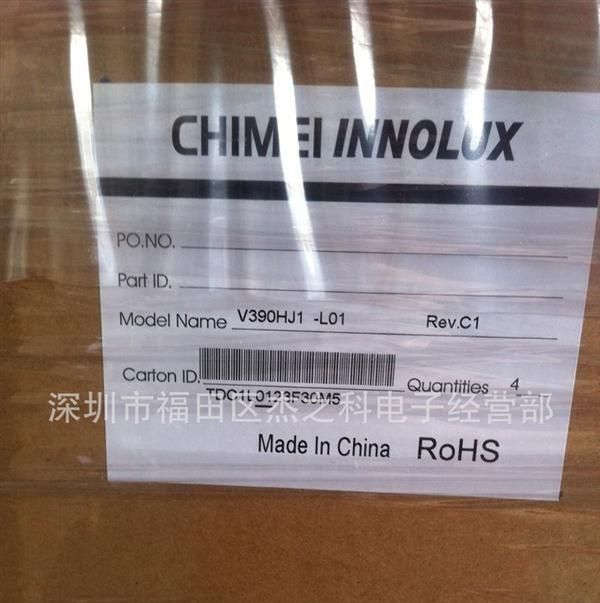 CHIMEI INNOLUX
PO.NO.
Part ID.
Model Name V390HJ1 -L01 Rev.C1
Carton ID.
TDC1L0123F30M5 Quantities 4
深圳市福田区杰之科电子经营部
Made In China RoHS